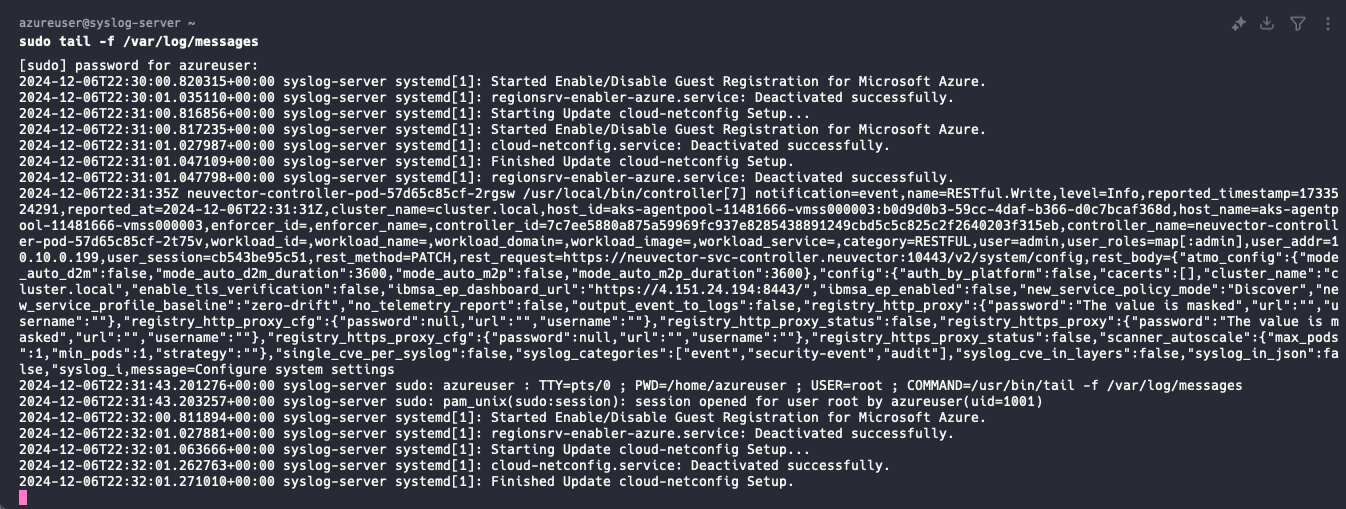 azureuser@syslog-server ~
sudo tail -f /var/log/messages
[sudo] password for azureuser:
2024-12-06T22:30:00.820315+00:00 syslog-server systemd[1]: Started Enable/Disable Guest Registration for Microsoft Azure.
2024-12-06T22:30:01.035110+00:00 syslog-server systemd[1]: regionsrv-enabler-azure.service: Deactivated successfully.
2024-12-06T22:31:00.816856+00:00 syslog-server systemd[1]: Starting Update cloud-netconfig Setup...
2024-12-06T22:31:00.817235+00:00 syslog-server systemd[1]: Started Enable/Disable Guest Registration for Microsoft Azure.
2024-12-06T22:31:01.027987+00:00 syslog-server systemd[1]: cloud-netconfig.service: Deactivated successfully.
2024-12-06T22:31:01.047109+00:00 syslog-server systemd[1]: Finished Update cloud-netconfig Setup.
2024-12-06T22:31:01.047798+00:00 syslog-server systemd[1]: regionsrv-enabler-azure.service: Deactivated successfully.
2024-12-06T22:31:35Z neuvector-controller-pod-57d65c85cf-2rgsw /usr/local/bin/controller[7] notification=event,name=RESTful.Write,level=Info,reported_timestamp=17335
24291,reported_at=2024-12-06T22:31:31Z,cluster_name=cluster.local,host_id=aks-agentpool-11481666-vmss000003:b0d9d0b3-59cc-4daf-b366-d0c7bcaf368d,host_name=aks-agentp
ool-11481666-vmss000003,enforcer_id=,enforcer_name=,controller_id=7c7ee5880a875a59969fc937e8285438891249cbd5c5c825c2f2640203f315eb,controller_name=neuvector-controll
er-pod-57d65c85cf-2t75v,workload_id=,workload_name=,workload_domain=,workload_image=,workload_service=,category=RESTFUL,user=admin,user_roles=map[:admin],user_addr=1
0.10.0.199,user_session=cb543be95c51,rest_method=PATCH,rest_request=https://neuvector-svc-controller.neuvector:10443/v2/system/config,rest_body={"atmo_config":{"mode
_auto_d2m":false,"mode_auto_d2m_duration":3600,"mode_auto_m2p":false,"mode_auto_m2p_duration":3600},"config":{"auth_by_platform":false,"cacerts":[],"cluster_name":"c
luster.local","enable_tls_verification":false,"ibmsa_ep_dashboard_url":"https://4.151.24.194:8443/","ibmsa_ep_enabled":false,"new_service_policy_mode":"Discover","ne
w_service_profile_baseline":"zero-drift","no_telemetry_report":false,"output_event_to_logs":false,"registry_http_proxy":{"password":"The value is masked","url":"","u
sername":""},"registry_http_proxy_cfg":{"password":null,"url":"","username":""},"registry_http_proxy_status":false,"registry_https_proxy":{"password":"The value is m
asked","url":"","username":""},"registry_https_proxy_cfg":{"password":null,"url":"","username":""},"registry_https_proxy_status":false,"scanner_autoscale":{"max_pods
":1,"min_pods":1,"strategy":""},"single_cve_per_syslog":false,"syslog_categories":["event","security-event","audit"],"syslog_cve_in_layers":false,"syslog_in_json":fa
lse,"syslog_i,message=Configure system settings
2024-12-06T22:31:43.201276+00:00 syslog-server sudo: azureuser : TTY=pts/0 ; PWD=/home/azureuser ; USER=root ; COMMAND=/usr/bin/tail -f /var/log/messages
2024-12-06T22:31:43.203257+00:00 syslog-server sudo: pam_unix(sudo:session): session opened for user root by azureuser(uid=1001)
2024-12-06T22:32:00.811894+00:00 syslog-server systemd[1]: Started Enable/Disable Guest Registration for Microsoft Azure.
2024-12-06T22:32:01.027881+00:00 syslog-server systemd[1]: regionsrv-enabler-azure.service: Deactivated successfully.
2024-12-06T22:32:01.063666+00:00 syslog-server systemd[1]: Starting Update cloud-netconfig Setup...
2024-12-06T22:32:01.262763+00:00 syslog-server systemd[1]: cloud-netconfig.service: Deactivated successfully.
2024-12-06T22:32:01.271010+00:00 syslog-server systemd[1]: Finished Update cloud-netconfig Setup.